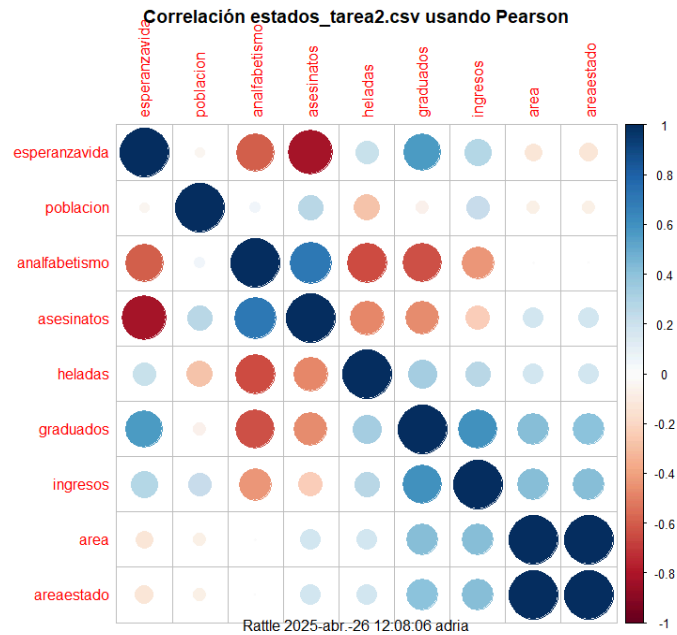 Correlación estados_tarea2.csv usando Pearson
esperanzavida
poblacion
analfabetismo
asesinatos
heladas
graduados
ingresos
area
areaestado
esperanzavida
poblacion
analfabetismo
asesinatos
heladas
graduados
ingresos
area
areaestado
1
0.8
0.6
0.4
0.2
0
-0.2
-0.4
-0.6
-0.8
-1
Rattle 2025-abr.-26 12:08:06 adria